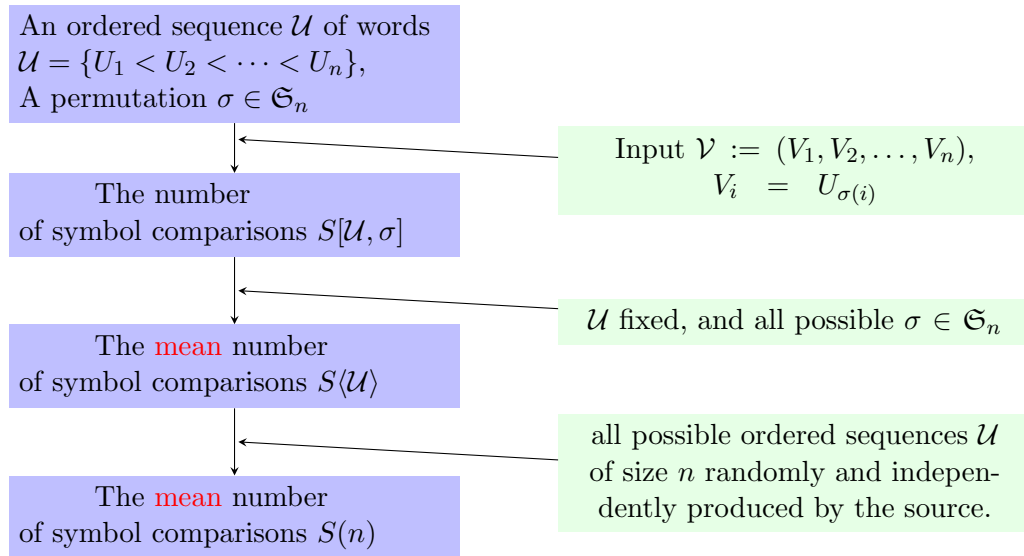 An ordered sequence 𝒰 of words
𝒰 = {U₁ < U₂ < ⋯ < Uₙ},
A permutation σ ∈ 𝔖ₙ
Input 𝒱 := (V₁, V₂, . . . , Vₙ),
Vᵢ = U_{σ(i)}
The number
of symbol comparisons S[𝒰, σ]
𝒰 fixed, and all possible σ ∈ 𝔖ₙ
The mean number
of symbol comparisons S⟨𝒰⟩
all possible ordered sequences 𝒰
of size n randomly and indepen-
dently produced by the source.
The mean number
of symbol comparisons S(n)